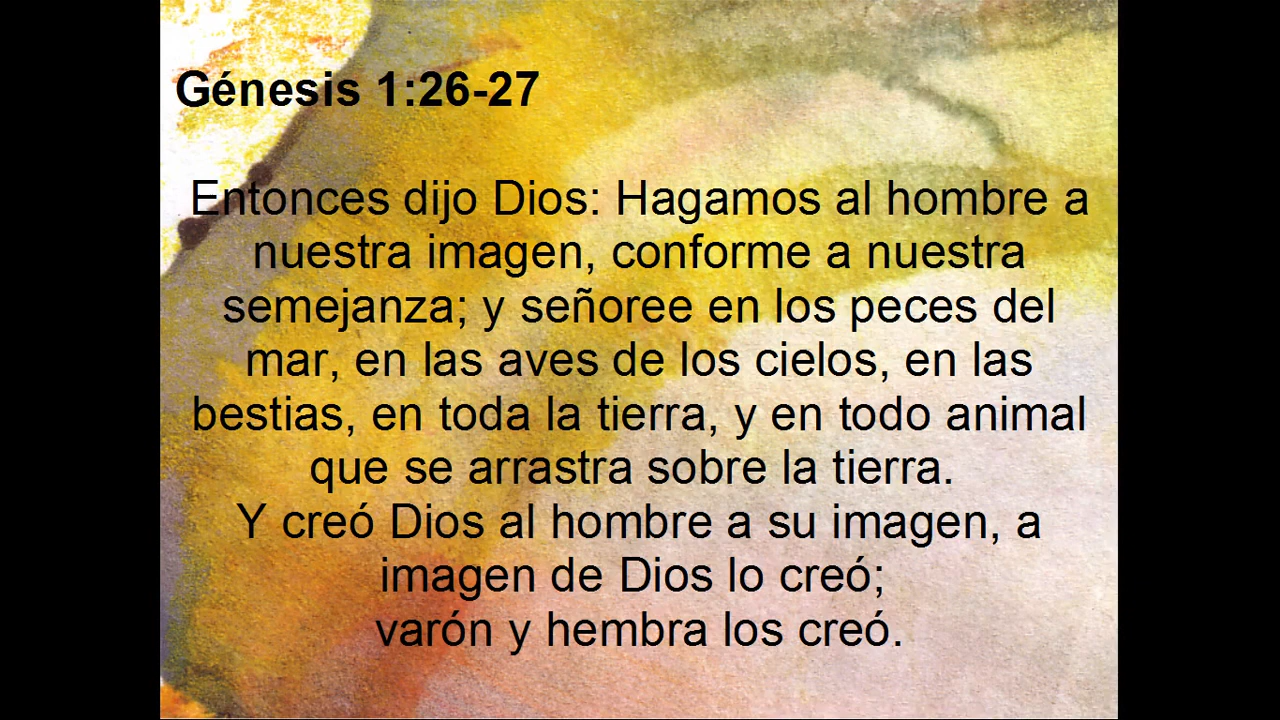 Génesis 1:26-27
Entonces dijo Dios: Hagamos al hombre a
nuestra imagen, conforme a nuestra
semejanza; y señoree en los peces del
mar, en las aves de los cielos, en las
bestias, en toda la tierra, y en todo animal
que se arrastra sobre la tierra.
Y creó Dios al hombre a su imagen, a
imagen de Dios lo creó;
varón y hembra los creó.